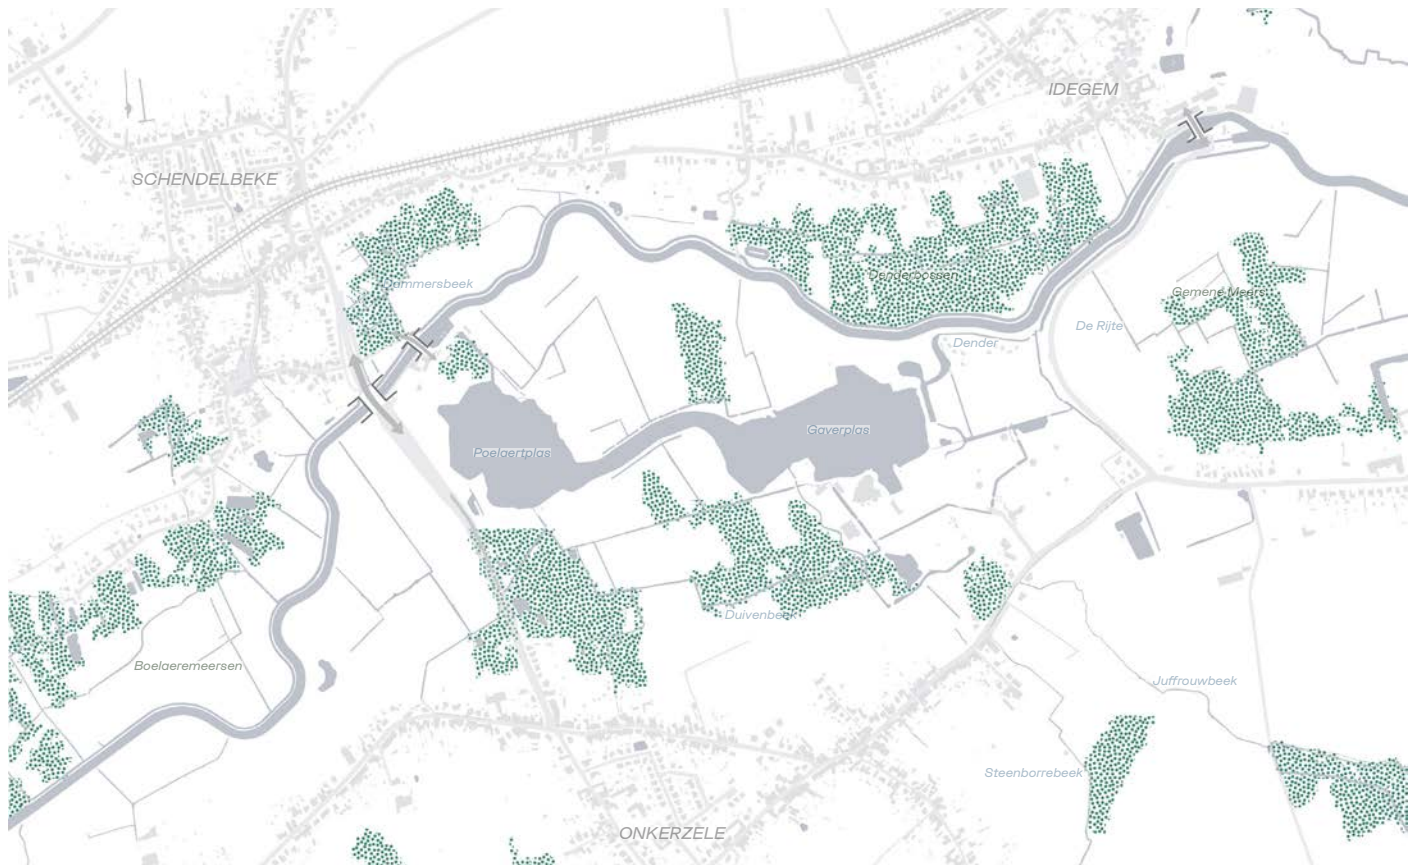 IDEGEM
SCHENDELBEKE
Denderbossen
Gemene Meers
De Rijte
Dender
Gaverplas
Poelaertplas
Duivenbeek
Boelaeremeersen
Juffrouwbeek
Steenborrebeek
ONKERZELE